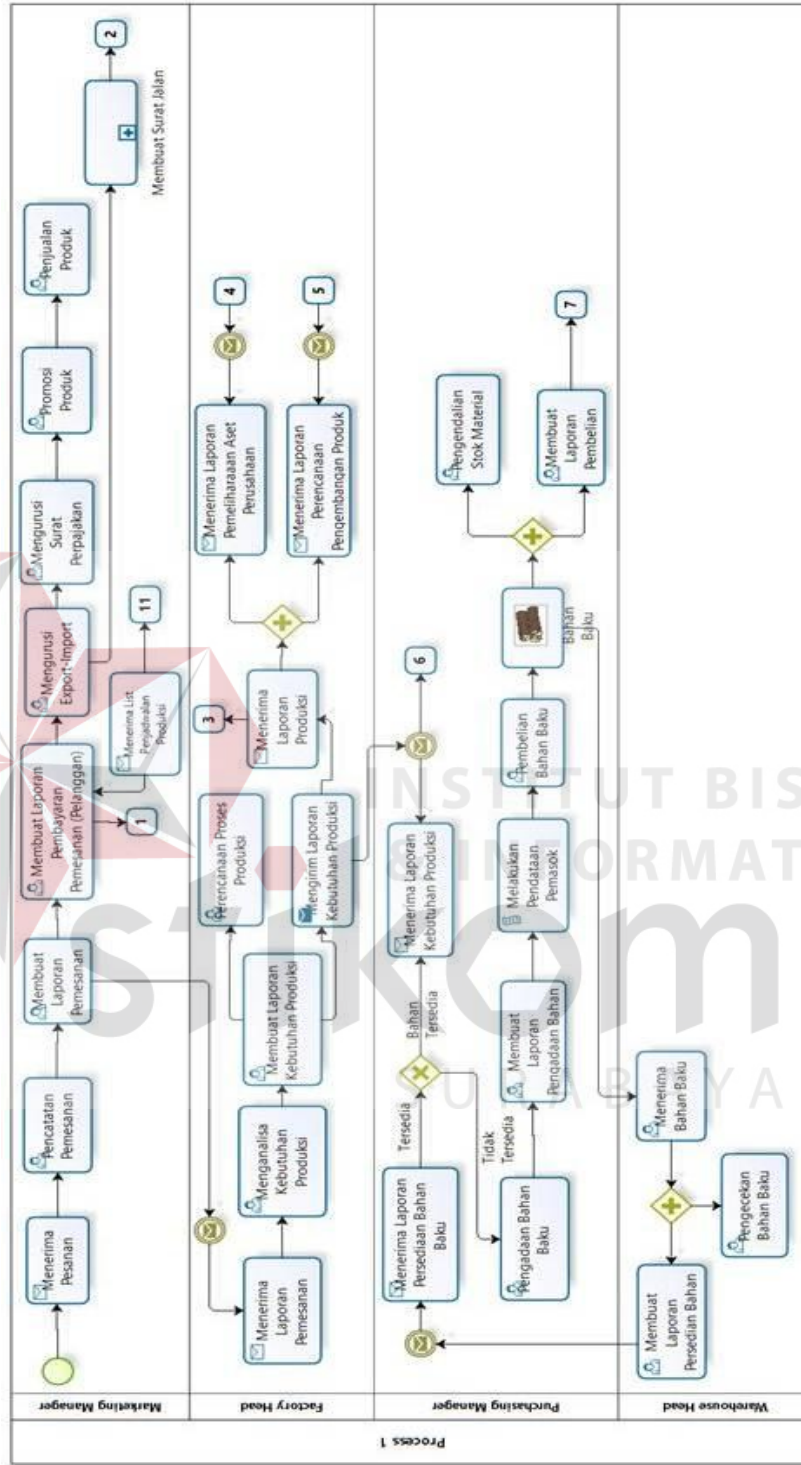 Process 1
Marketing Manager
Menerima
Pesanan
Pencatatan
Pemesanan
Membuat
Laporan
Pemesanan
Membuat Laporan
Pembayaran
Pemesanan (Pelanggan)
1
Mengurusi
Export-Import
Menerima List
Penjadwalan
Produksi
11
Mengurusi
Surat
Perpajakan
Promosi
Produk
Penjualan
Produk
Membuat Surat Jalan
2
Factory Head
Menerima
Laporan
Pemesanan
Menganalisa
Kebutuhan
Produksi
Membuat Laporan
Kebutuhan Produksi
Perencanaan Proses
Produksi
Mengirim Laporan
Kebutuhan Produksi
3
Menerima
Laporan
Produksi
Menerima Laporan
Pemeliharaaan Aset
Perusahaan
4
Menerima Laporan
Perencanaan
Pengembangan Produk
5
Purchasing Manager
Menerima Laporan
Persediaan Bahan
Baku
Tersedia
Bahan
Tersedia
Tidak
Tersedia
Menerima Laporan
Kebutuhan Produksi
6
Pengadaan Bahan
Baku
Membuat
Laporan
Pengadaan Bahan
Melakukan
Pendataan
Pemasok
Pembelian
Bahan Baku
Bahan
Baku
Pengendalian
Stok Material
Membuat
Laporan
Pembelian
7
Warehouse Head
Membuat
Laporan
Persedian Bahan
Menerima
Bahan Baku
Pengecekan
Bahan Baku
INSTITUT BIS
& INFORMAT
stikom
SURABAYA